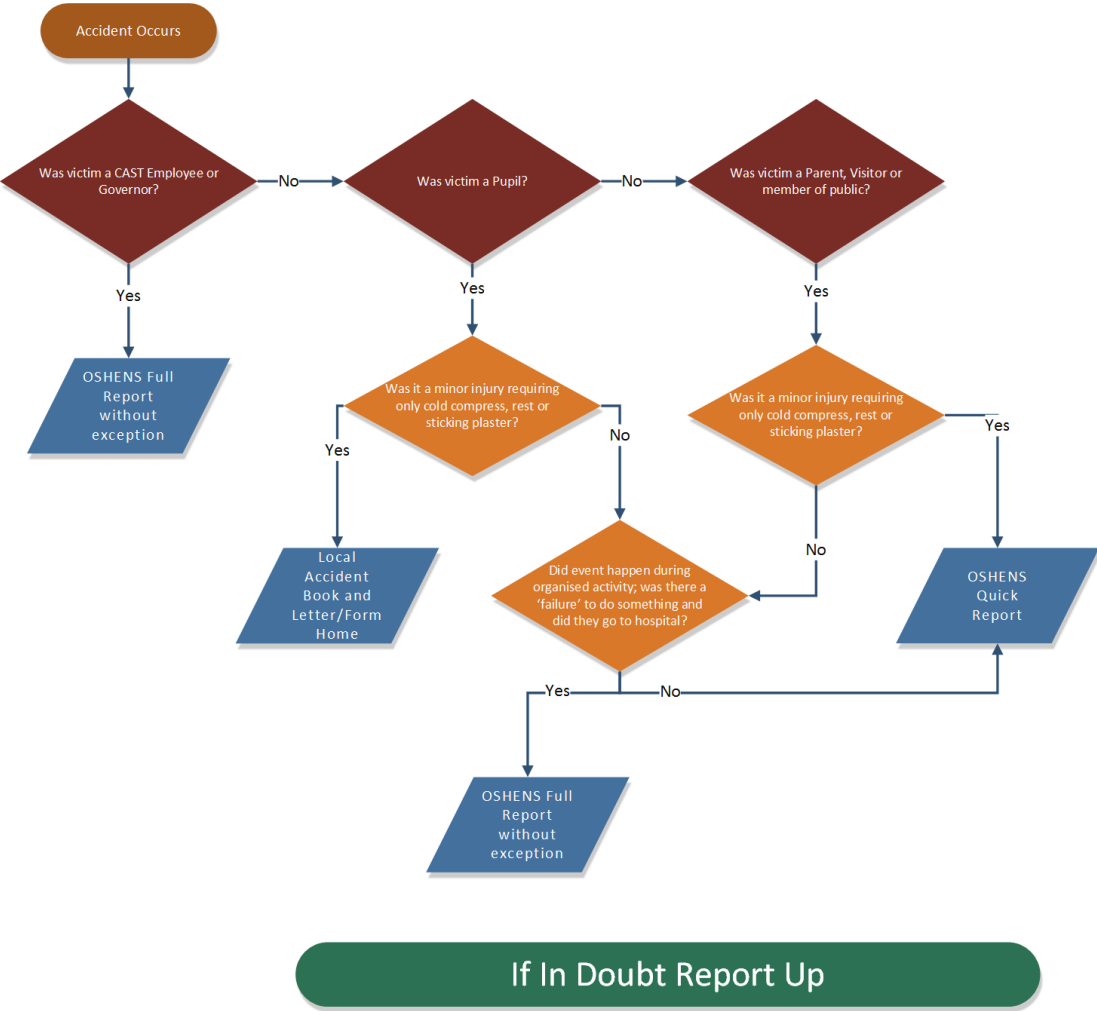 Accident Occurs
Was victim a CAST Employee or
Governor?
No
Was victim a Pupil?
No
Was victim a Parent, Visitor or
member of public?
Yes
Yes
Yes
OSHENS Full
Report
without
exception
Was it a minor injury requiring
only cold compress, rest or
sticking plaster?
Was it a minor injury requiring
only cold compress, rest or
sticking plaster?
Yes
No
Yes
No
Local
Accident
Book and
Letter/Form
Home
Did event happen during
organised activity; was there a
‘failure’ to do something and
did they go to hospital?
OSHENS
Quick
Report
Yes
No
OSHENS Full
Report
without
exception
If In Doubt Report Up